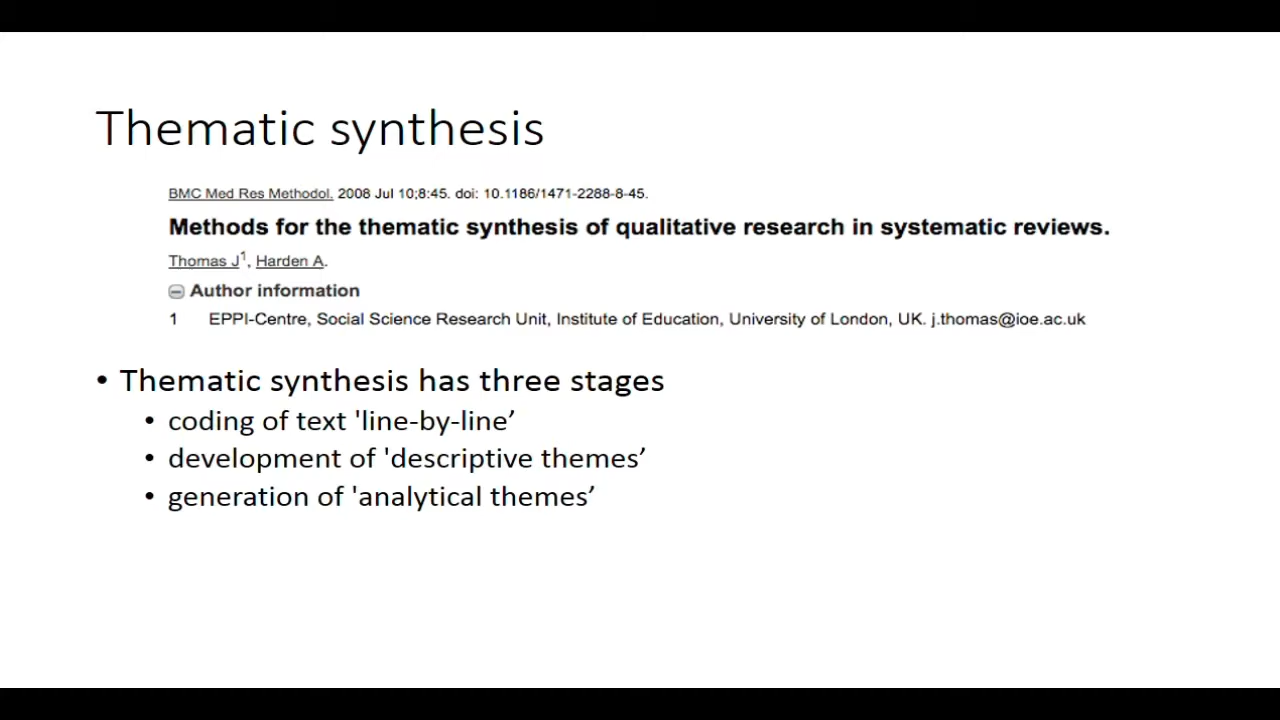 Thematic synthesis
BMC Med Res Methodol. 2008 Jul 10;8:45. doi: 10.1186/1471-2288-8-45.
Methods for the thematic synthesis of qualitative research in systematic reviews.
Thomas J1, Harden A.
Author information
1 EPPI-Centre, Social Science Research Unit, Institute of Education, University of London, UK. j.thomas@ioe.ac.uk
• Thematic synthesis has three stages
• coding of text 'line-by-line’
• development of 'descriptive themes’
• generation of 'analytical themes’